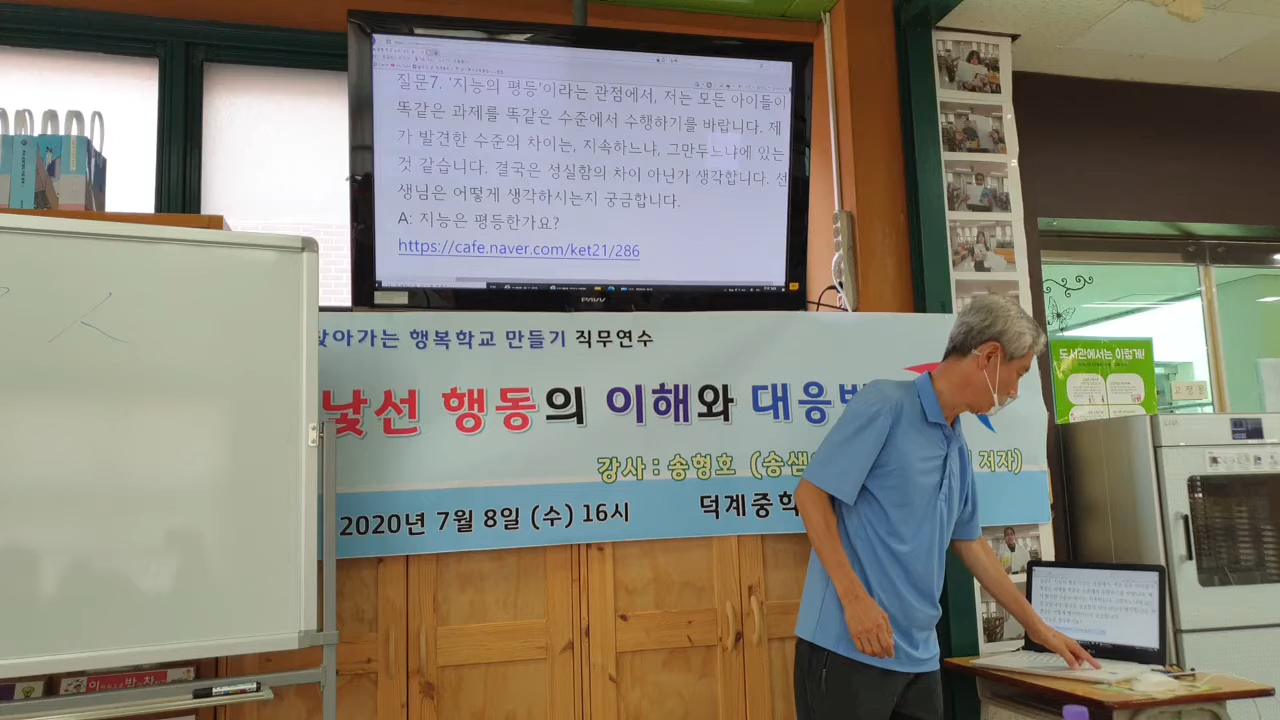 질문7. '지능의 평등'이라는 관점에서, 저는 모든 아이들이
똑같은 과제를 똑같은 수준에서 수행하기를 바랍니다. 제
가 발견한 수준의 차이는, 지속하느냐, 그만두느냐에 있는
것 같습니다. 결국은 성실함의 차이 아닌가 생각합니다. 선
생님은 어떻게 생각하시는지 궁금합니다.
A: 지능은 평등한가요?
https://cafe.naver.com/ket21/286
찾아가는 행복학교 만들기 직무연수
낯선 행동의 이해와 대응
강사 : 송형호 (송샘 저자)
2020년 7월 8일 (수) 16시 덕계중학
도서관에서는 이렇게!